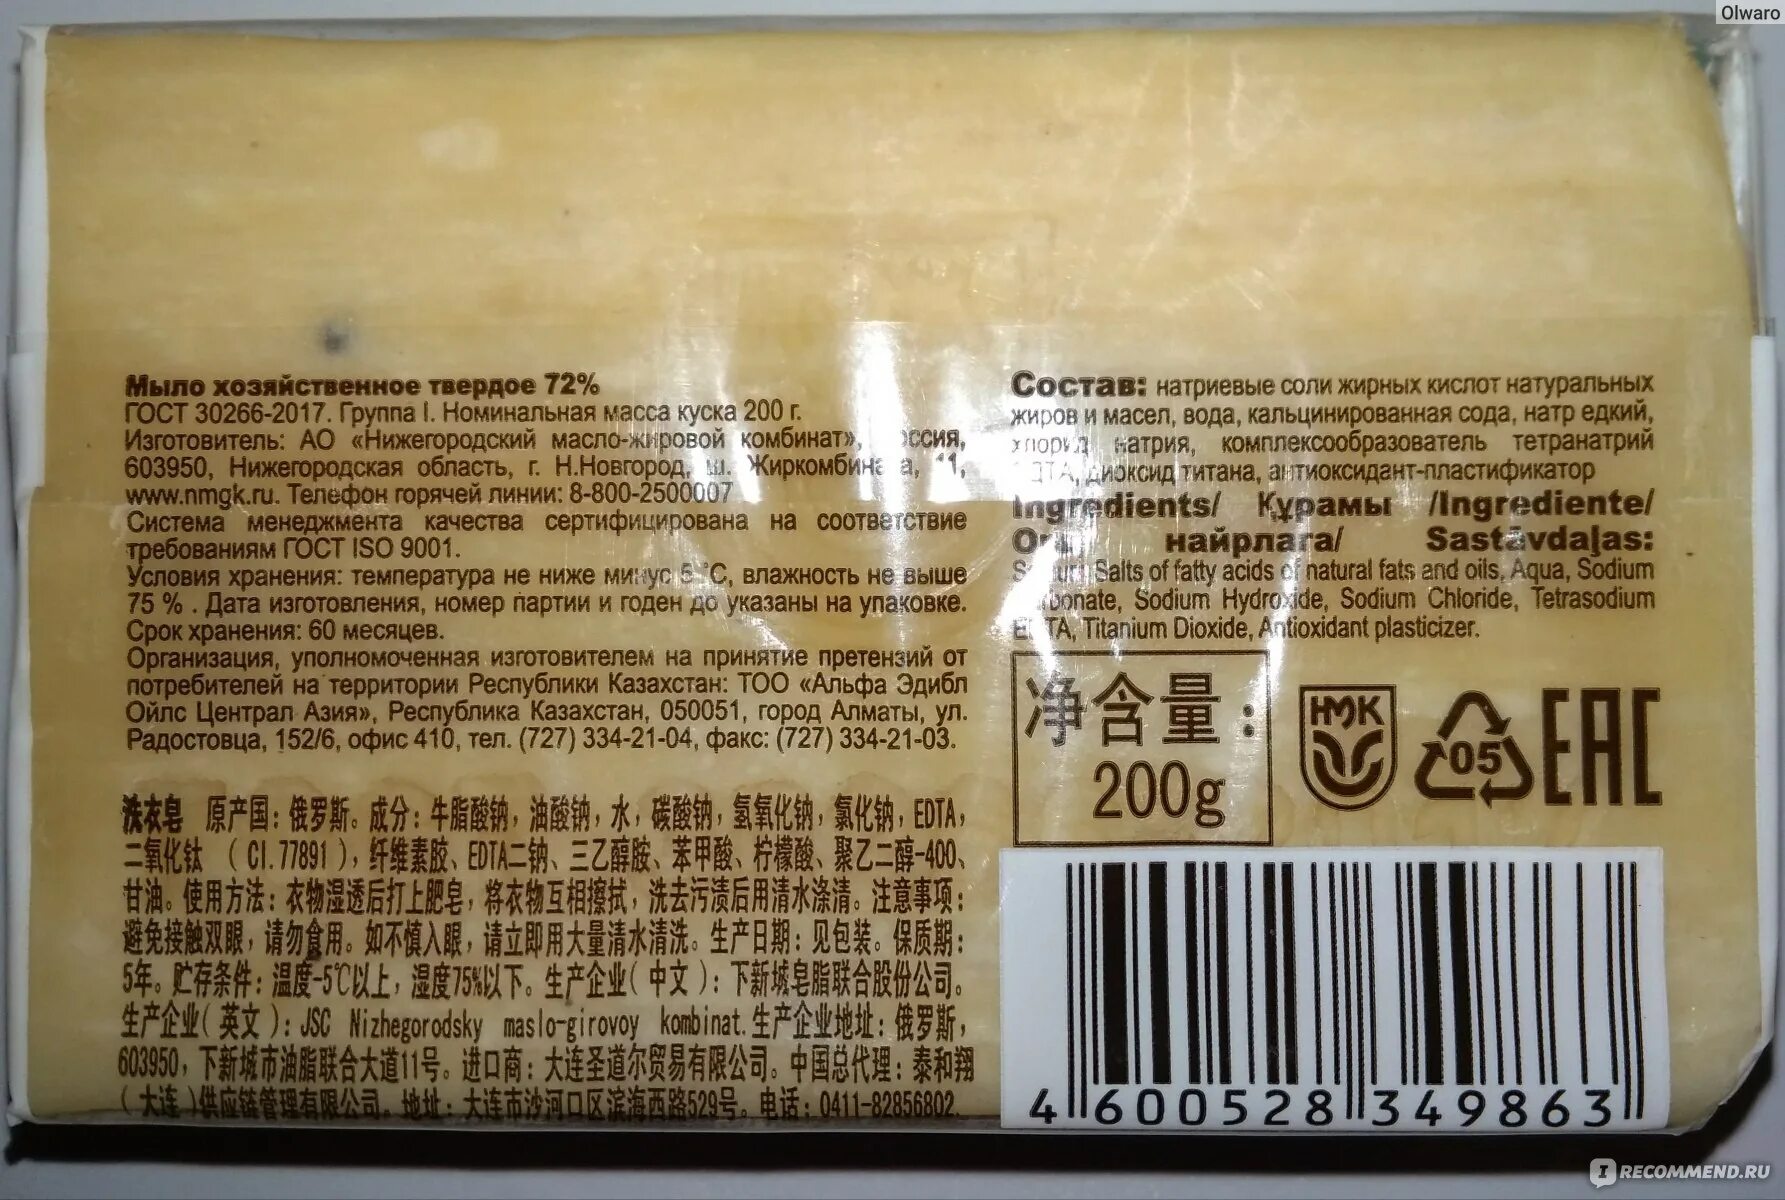 Olwaro
Мыло хозяйственное твердое 72%
ГОСТ 30266-2017. Группа I. Номинальная масса куска 200 г.
Изготовитель: АО «Нижегородский масло-жировой комбинат»,
603950, Нижегородская область, г. Н.Новгород, ш. Жиркомбината, 11,
www.nmgk.ru. Телефон горячей линии: 8-800-2500007
Система менеджмента качества сертифицирована на соответствие
требованиям ГОСТ ISO 9001.
Условия хранения: температура не ниже минус 5 °С, влажность не выше
75 % . Дата изготовления, номер партии и годен до указаны на упаковке.
Срок хранения: 60 месяцев.
Организация, уполномоченная изготовителем на принятие претензий от
потребителей на территории Республики Казахстан: ТОО «Альфа Эдибл
Ойлс Централ Азия», Республика Казахстан, 050051, город Алматы, ул.
Радостовца, 152/6, офис 410, тел. (727) 334-21-04, факс: (727) 334-21-03.
洗衣皂 原产国：俄罗斯。成分：牛脂酸钠，油酸钠，水，碳酸钠，氢氧化钠，氯化钠，EDTA，
二氧化钛（CI.77891），纤维素胶、EDTA二钠、三乙醇胺、苯甲酸、柠檬酸、聚乙二醇-400、
甘油。使用方法：衣物湿透后打上肥皂，将衣物互相擦拭，洗去污渍后用清水涤清。注意事项：
避免接触双眼，请勿食用。如不慎入眼，请立即用大量清水清洗。生产日期：见包装。保质期：
5年。贮存条件：温度-5℃以上，湿度75%以下。生产企业（中文）：下新城皂脂联合股份公司。
生产企业（英文）：JSC Nizhegorodsky maslo-girovoy kombinat.生产企业地址：俄罗斯，
603950，下新城市油脂联合大道11号。进口商：大连圣道尔贸易有限公司。中国总代理：泰和翔
（大连）供应链管理有限公司。地址：大连市沙河口区滨海西路529号。电话：0411-82856802.
Состав: натриевые соли жирных кислот натуральных
жиров и масел, вода, кальцинированная сода, натр едкий,
хлорид натрия, комплексообразователь тетранатрий
диоксид титана, антиоксидант-пластификатор
Ingredients/ Құрамы /Ingrediente/
найрлага/ Sastāvdaļas:
Salts of fatty acids of natural fats and oils, Aqua, Sodium
Carbonate, Sodium Hydroxide, Sodium Chloride, Tetrasodium
EDTA, Titanium Dioxide, Antioxidant plasticizer.
净含量：
200g
НМЖК
05
EAC
4 600528 349863
RECOMMEND.RU